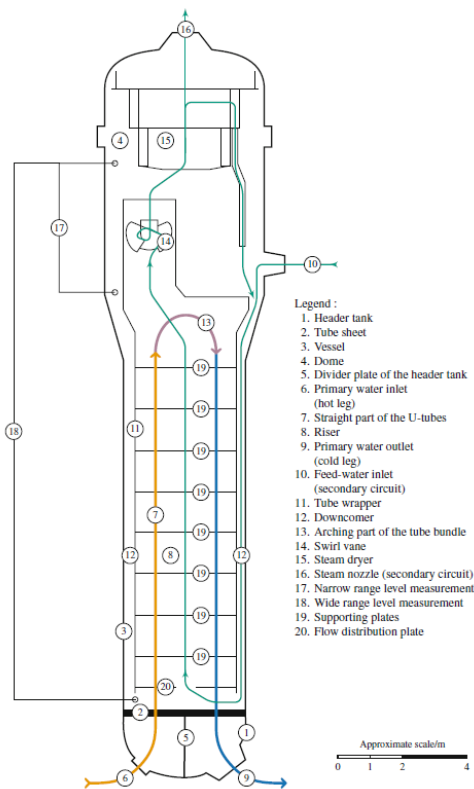 16
4
15
17
14
10
13
19
19
11
19
18
19
7
19
12
8
12
19
19
3
19
20
2
1
5
6
9
Legend :
1. Header tank
2. Tube sheet
3. Vessel
4. Dome
5. Divider plate of the header tank
6. Primary water inlet
(hot leg)
7. Straight part of the U-tubes
8. Riser
9. Primary water outlet
(cold leg)
10. Feed-water inlet
(secondary circuit)
11. Tube wrapper
12. Downcomer
13. Arching part of the tube bundle
14. Swirl vane
15. Steam dryer
16. Steam nozzle (secondary circuit)
17. Narrow range level measurement
18. Wide range level measurement
19. Supporting plates
20. Flow distribution plate
Approximate scale/m
0 1 2 4